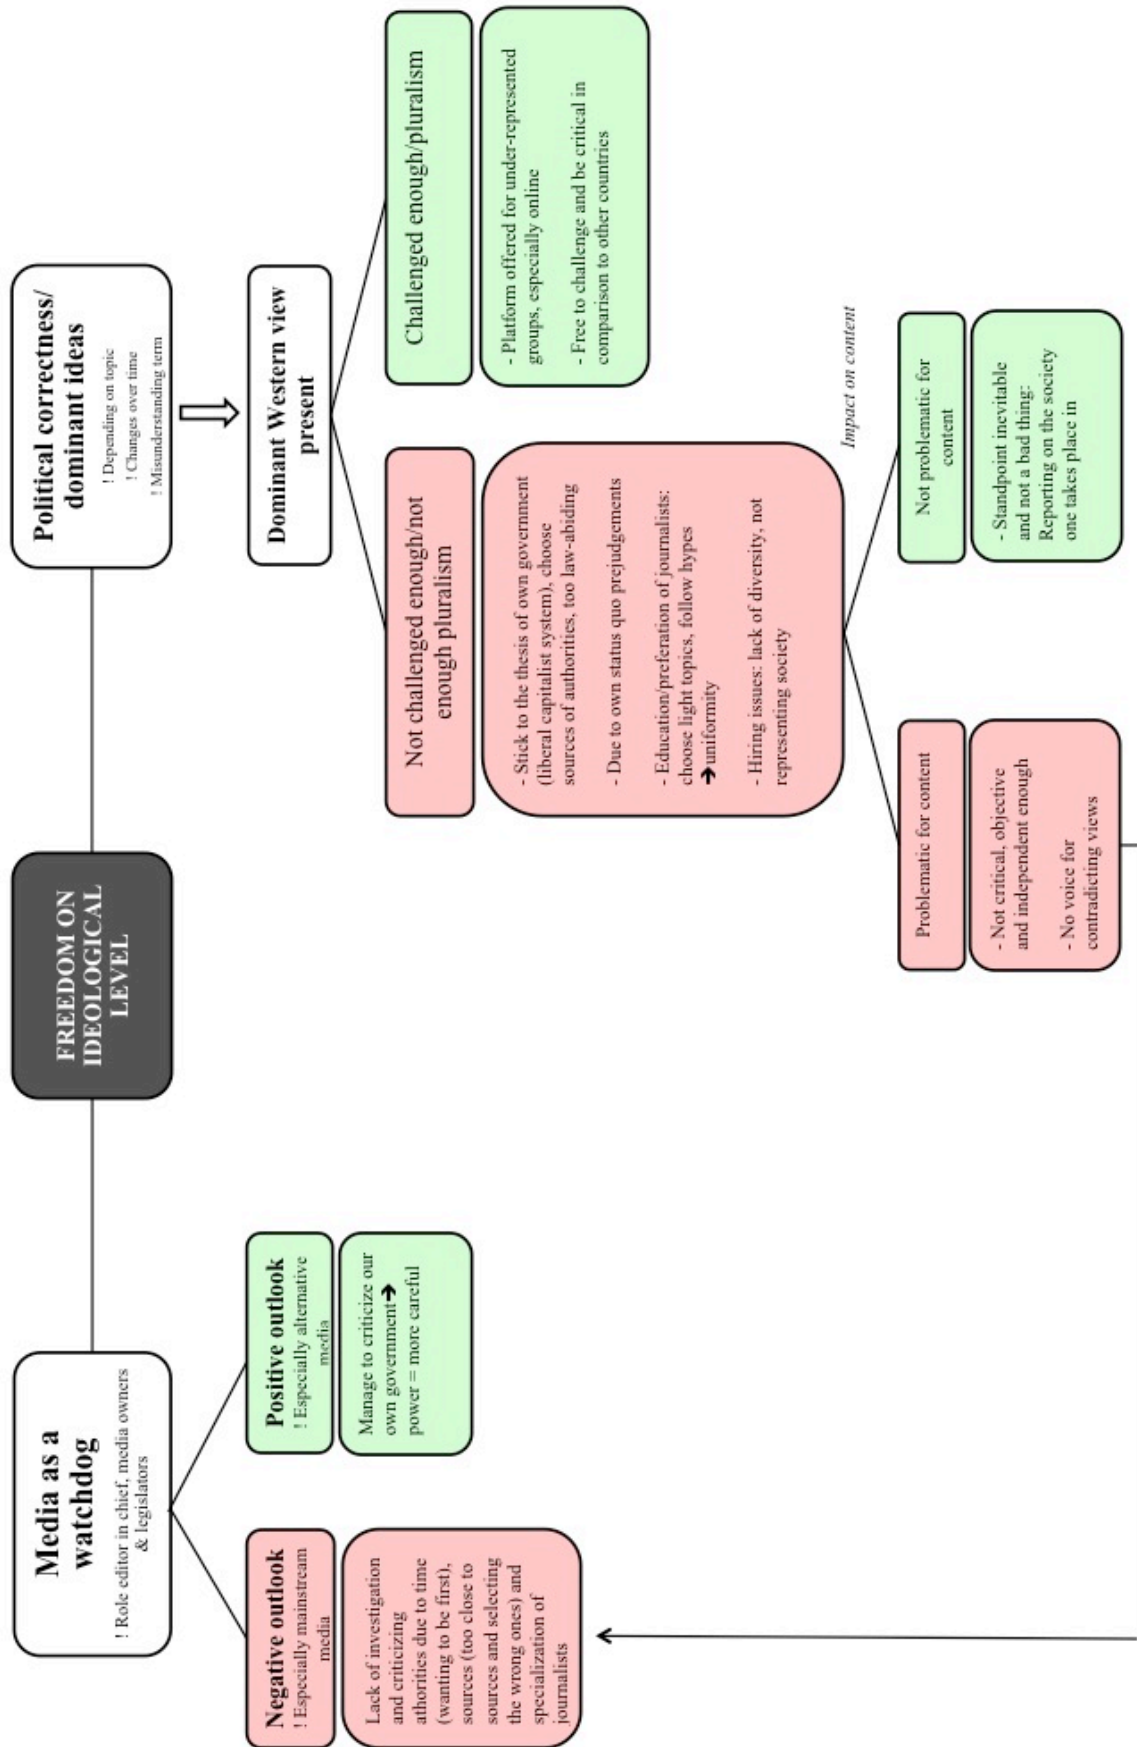 FREEDOM ON
IDEOLOGICAL
LEVEL
Media as a
watchdog
! Role editor in chief, media owners
& legislators
Negative outlook
! Especially mainstream
media
Lack of investigation
and criticizing
athorities due to time
(wanting to be first),
sources (too close to
sources and selecting
the wrong ones) and
specialization of
journalists
Positive outlook
! Especially alternative
media
Manage to criticize our
own government➔
power = more careful
Political correctness/
dominant ideas
! Depending on topic
! Changes over time
! Misunderstanding term
Dominant Western view
present
Not challenged enough/not
enough pluralism
- Stick to the thesis of own government
(liberal capitalist system), choose
sources of authorities, too law-abiding
- Due to own status quo prejudgements
- Education/preferation of journalists:
choose light topics, follow hypes
➔uniformity
- Hiring issues: lack of diversity, not
representing society
Challenged enough/pluralism
- Platform offered for under-represented
groups, especially online
- Free to challenge and be critical in
comparison to other countries
Impact on content
Problematic for content
- Not critical, objective
and independent enough
- No voice for
contradicting views
Not problematic for
content
- Standpoint inevitable
and not a bad thing:
Reporting on the society
one takes place in